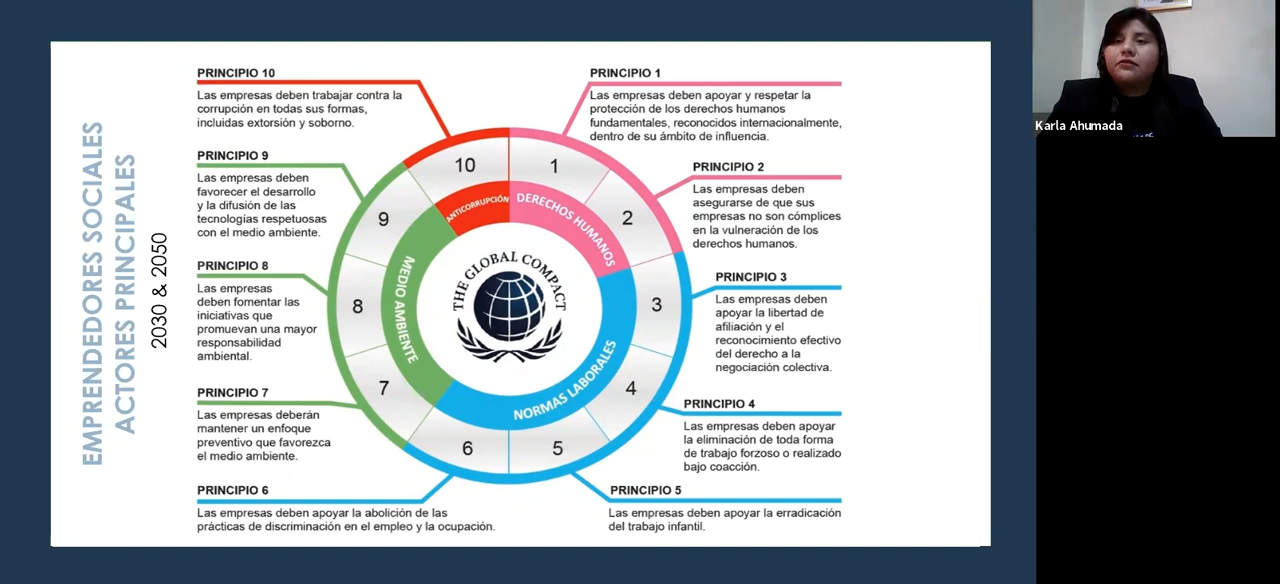 EMPRENDEDORES SOCIALES
ACTORES PRINCIPALES
2030 & 2050
PRINCIPIO 10
Las empresas deben trabajar contra la
corrupción en todas sus formas,
incluidas extorsión y soborno.
PRINCIPIO 9
Las empresas deben
favorecer el desarrollo
y la difusión de las
tecnologías respetuosas
con el medio ambiente.
PRINCIPIO 8
Las empresas
deben fomentar las
iniciativas que
promuevan una mayor
responsabilidad
ambiental.
PRINCIPIO 7
Las empresas deberán
mantener un enfoque
preventivo que favorezca
el medio ambiente.
PRINCIPIO 6
Las empresas deben apoyar la abolición de las
prácticas de discriminación en el empleo y la ocupación.
10
1
9
2
8
3
7
4
6
5
ANTICORRUPCIÓN
DERECHOS HUMANOS
MEDIO AMBIENTE
NORMAS LABORALES
THE GLOBAL COMPACT
PRINCIPIO 1
Las empresas deben apoyar y respetar la
protección de los derechos humanos
fundamentales, reconocidos internacionalmente,
dentro de su ámbito de influencia.
PRINCIPIO 2
Las empresas deben
asegurarse de que sus
empresas no son cómplices
en la vulneración de los
derechos humanos.
PRINCIPIO 3
Las empresas deben
apoyar la libertad de
afiliación y el
reconocimiento efectivo
del derecho a la
negociación colectiva.
PRINCIPIO 4
Las empresas deben apoyar
la eliminación de toda forma
de trabajo forzoso o realizado
bajo coacción.
PRINCIPIO 5
Las empresas deben apoyar la erradicación
del trabajo infantil.
Karla Ahumada